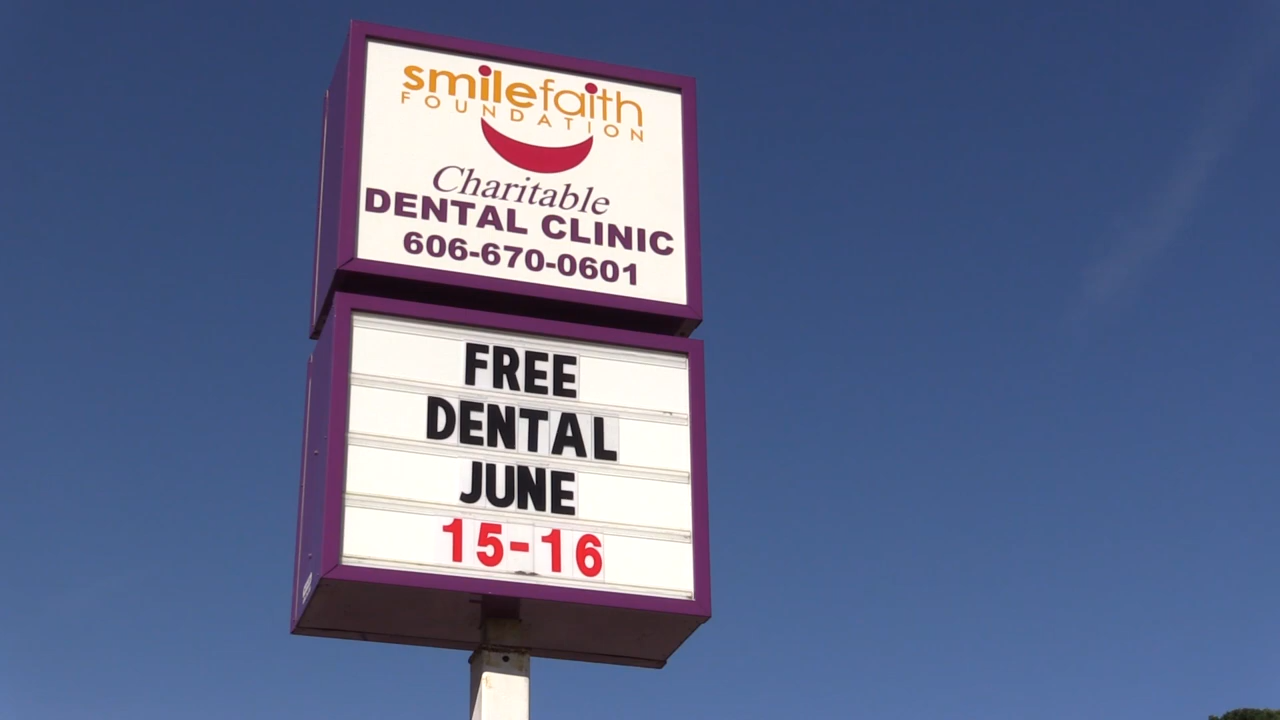 smilefaith
FOUNDATION
Charitable
DENTAL CLINIC
606-670-0601
FREE
DENTAL
JUNE
15-16